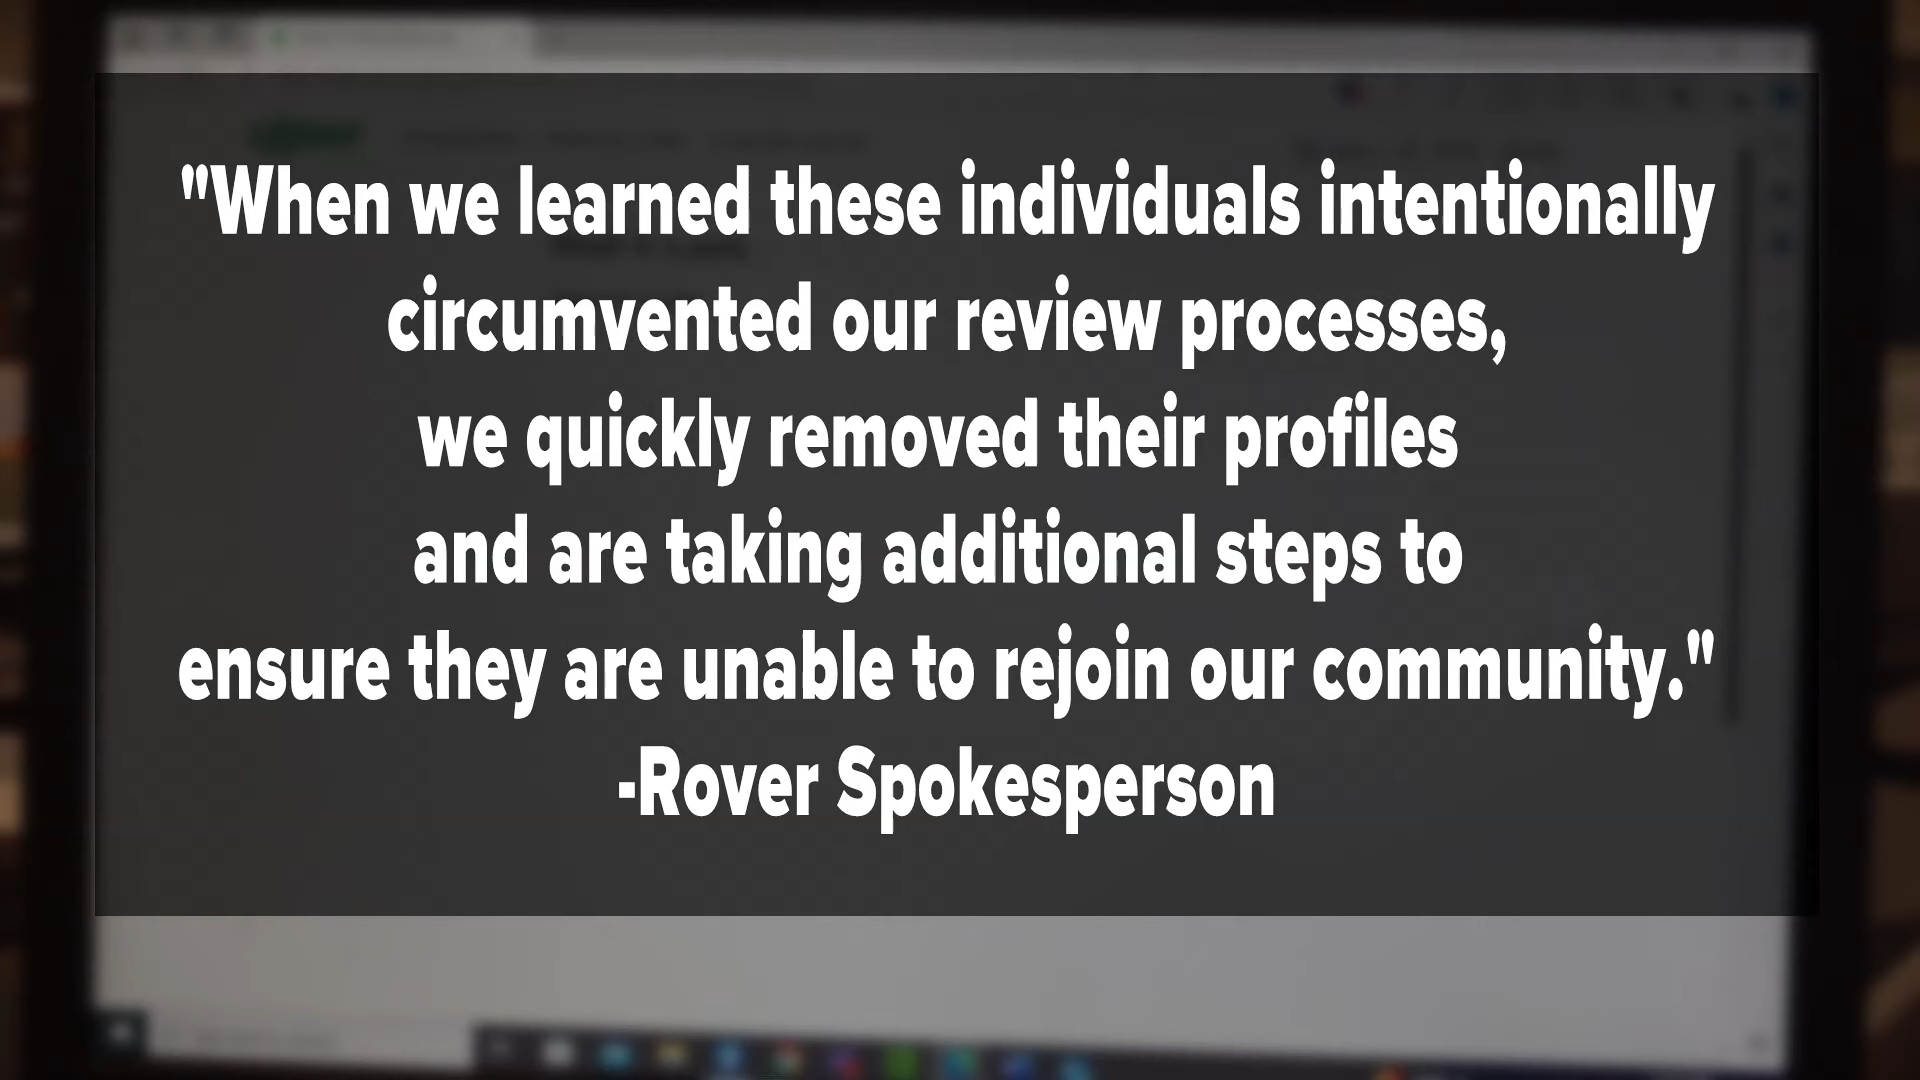 "When we learned these individuals intentionally
circumvented our review processes,
we quickly removed their profiles
and are taking additional steps to
ensure they are unable to rejoin our community."
-Rover Spokesperson